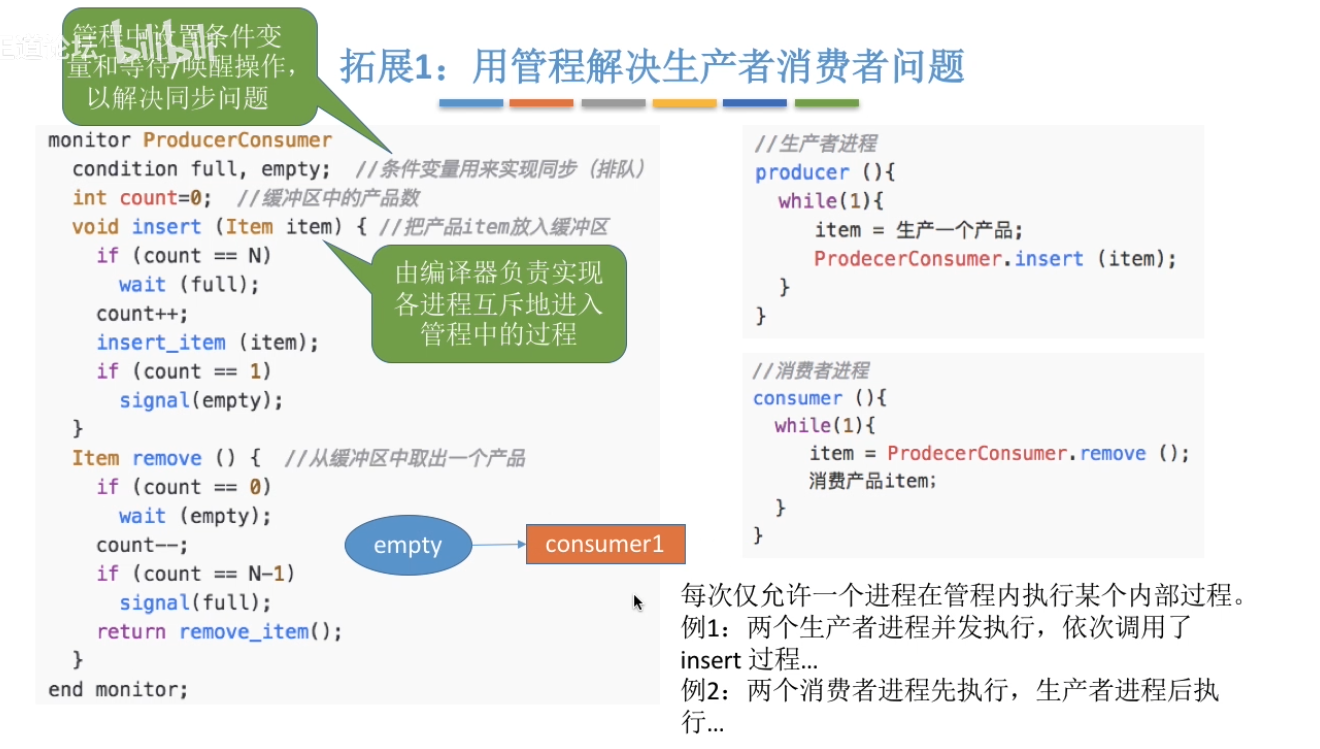 王道论坛 bilibili
管程中设置条件变
量和等待/唤醒操作，
以解决同步问题
拓展1：用管程解决生产者消费者问题
monitor ProducerConsumer
condition full, empty; //条件变量用来实现同步（排队）
int count=0; //缓冲区中的产品数
void insert (Item item) { //把产品item放入缓冲区
if (count == N)
wait (full);
count++;
insert_item (item);
if (count == 1)
signal(empty);
}
Item remove () { //从缓冲区中取出一个产品
if (count == 0)
wait (empty);
count--;
if (count == N-1)
signal(full);
return remove_item();
}
end monitor;
由编译器负责实现
各进程互斥地进入
管程中的过程
empty
consumer1
//生产者进程
producer (){
while(1){
item = 生产一个产品;
ProdecerConsumer.insert (item);
}
}
//消费者进程
consumer (){
while(1){
item = ProdecerConsumer.remove ();
消费产品item;
}
}
每次仅允许一个进程在管程内执行某个内部过程。
例1：两个生产者进程并发执行，依次调用了
insert 过程…
例2：两个消费者进程先执行，生产者进程后执
行…